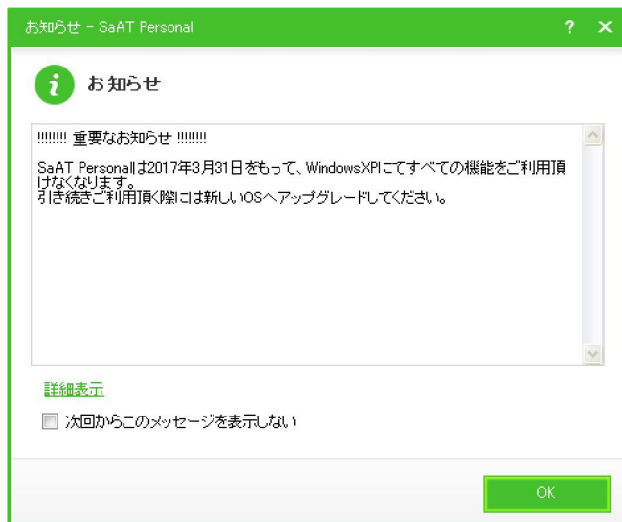 お知らせ - SaAT Personal
お知らせ
!!!!!!!! 重要なお知らせ !!!!!!!!
SaAT Personalは2017年3月31日をもって、WindowsXPにてすべての機能をご利用頂
けなくなります。
引き続きご利用頂く際には新しいOSへアップグレードしてください。
詳細表示
次回からこのメッセージを表示しない
OK